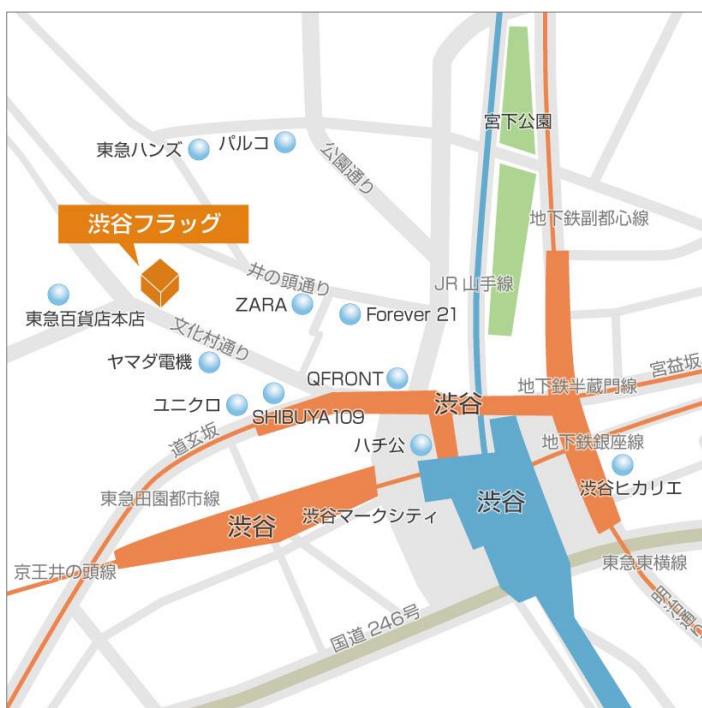 宮下公園
東急ハンズ
パルコ
公園通り
渋谷フラッグ
地下鉄副都心線
井の頭通り
JR山手線
東急百貨店本店
ZARA
Forever 21
文化村通り
ヤマダ電機
宮益坂
QFRONT
地下鉄半蔵門線
ユニクロ
SHIBUYA109
渋谷
道玄坂
ハチ公
地下鉄銀座線
渋谷ヒカリエ
東急田園都市線
渋谷
渋谷マークシティ
渋谷
京王井の頭線
東急東横線
国道246号
明治通り